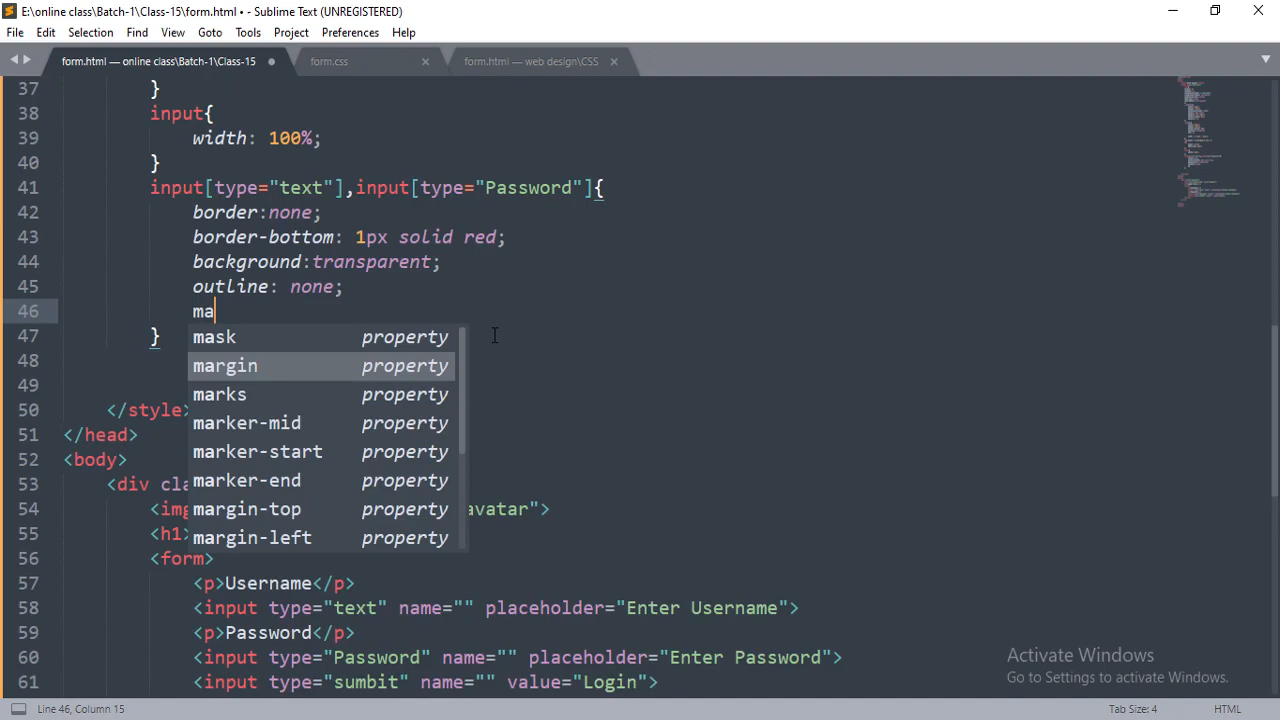 E:\online class\Batch-1\Class-15\form.html • - Sublime Text (UNREGISTERED)
File Edit Selection Find View Goto Tools Project Preferences Help
form.html — online class\Batch-1\Class-15 form.css form.html — web design\CSS
37 }
38 input{
39 width: 100%;
40 }
41 input[type="text"],input[type="Password"]{
42 border:none;
43 border-bottom: 1px solid red;
44 background:transparent;
45 outline: none;
46 ma
47 }
mask property
48
margin property
49
marks property
50 </style>
51 </head>
marker-mid property
52 <body>
marker-start property
53 <div cla
marker-end property
54 <img avatar">
margin-top property
55 <h1>
margin-left property
56 <form>
57 <p>Username</p>
58 <input type="text" name="" placeholder="Enter Username">
59 <p>Password</p>
60 <input type="Password" name="" placeholder="Enter Password">
61 <input type="sumbit" name="" value="Login">
Activate Windows
Go to Settings to activate Windows.
Line 46, Column 15 Tab Size: 4 HTML